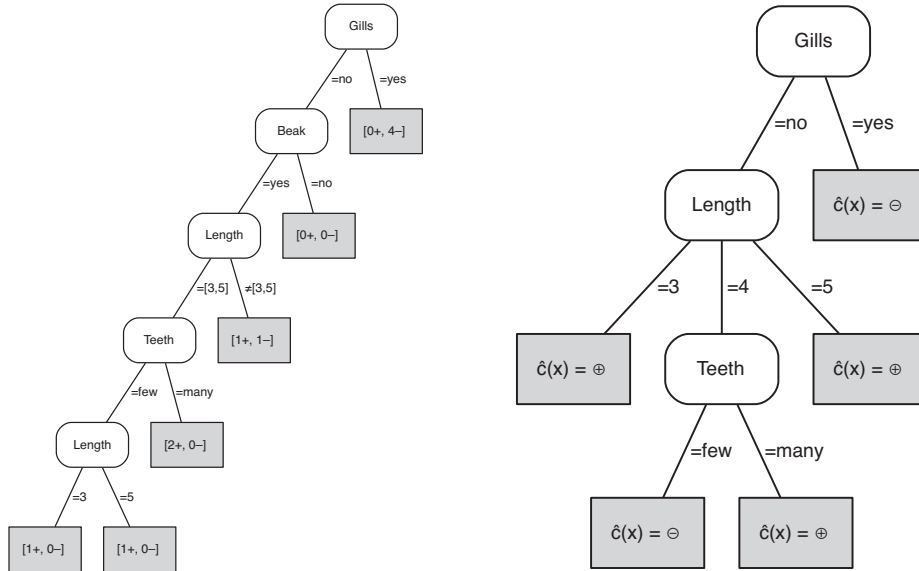 Gills
=no
=yes
Beak
[0+, 4–]
=yes
=no
Length
[0+, 0–]
=[3,5]
≠[3,5]
Teeth
[1+, 1–]
=few
=many
Length
[2+, 0–]
=3
=5
[1+, 0–]
[1+, 0–]
Gills
=no
=yes
Length
ĉ(x) = ⊖
=3
=4
=5
ĉ(x) = ⊕
Teeth
ĉ(x) = ⊕
=few
=many
ĉ(x) = ⊖
ĉ(x) = ⊕